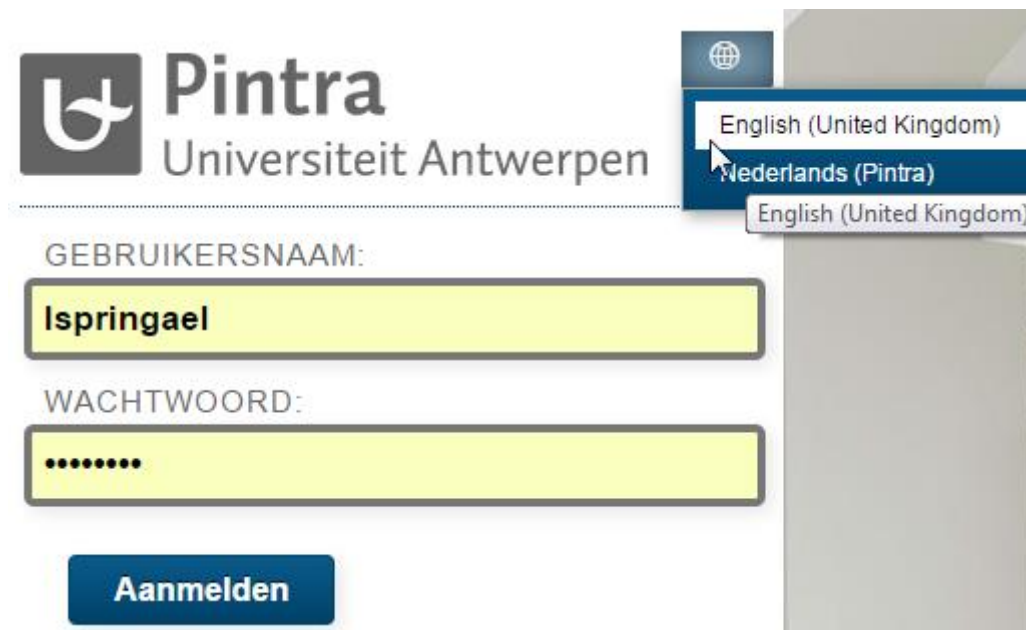 Pintra
Universiteit Antwerpen
English (United Kingdom)
Nederlands (Pintra)
English (United Kingdom)
GEBRUIKERSNAAM:
lspringael
WACHTWOORD:
••••••••
Aanmelden